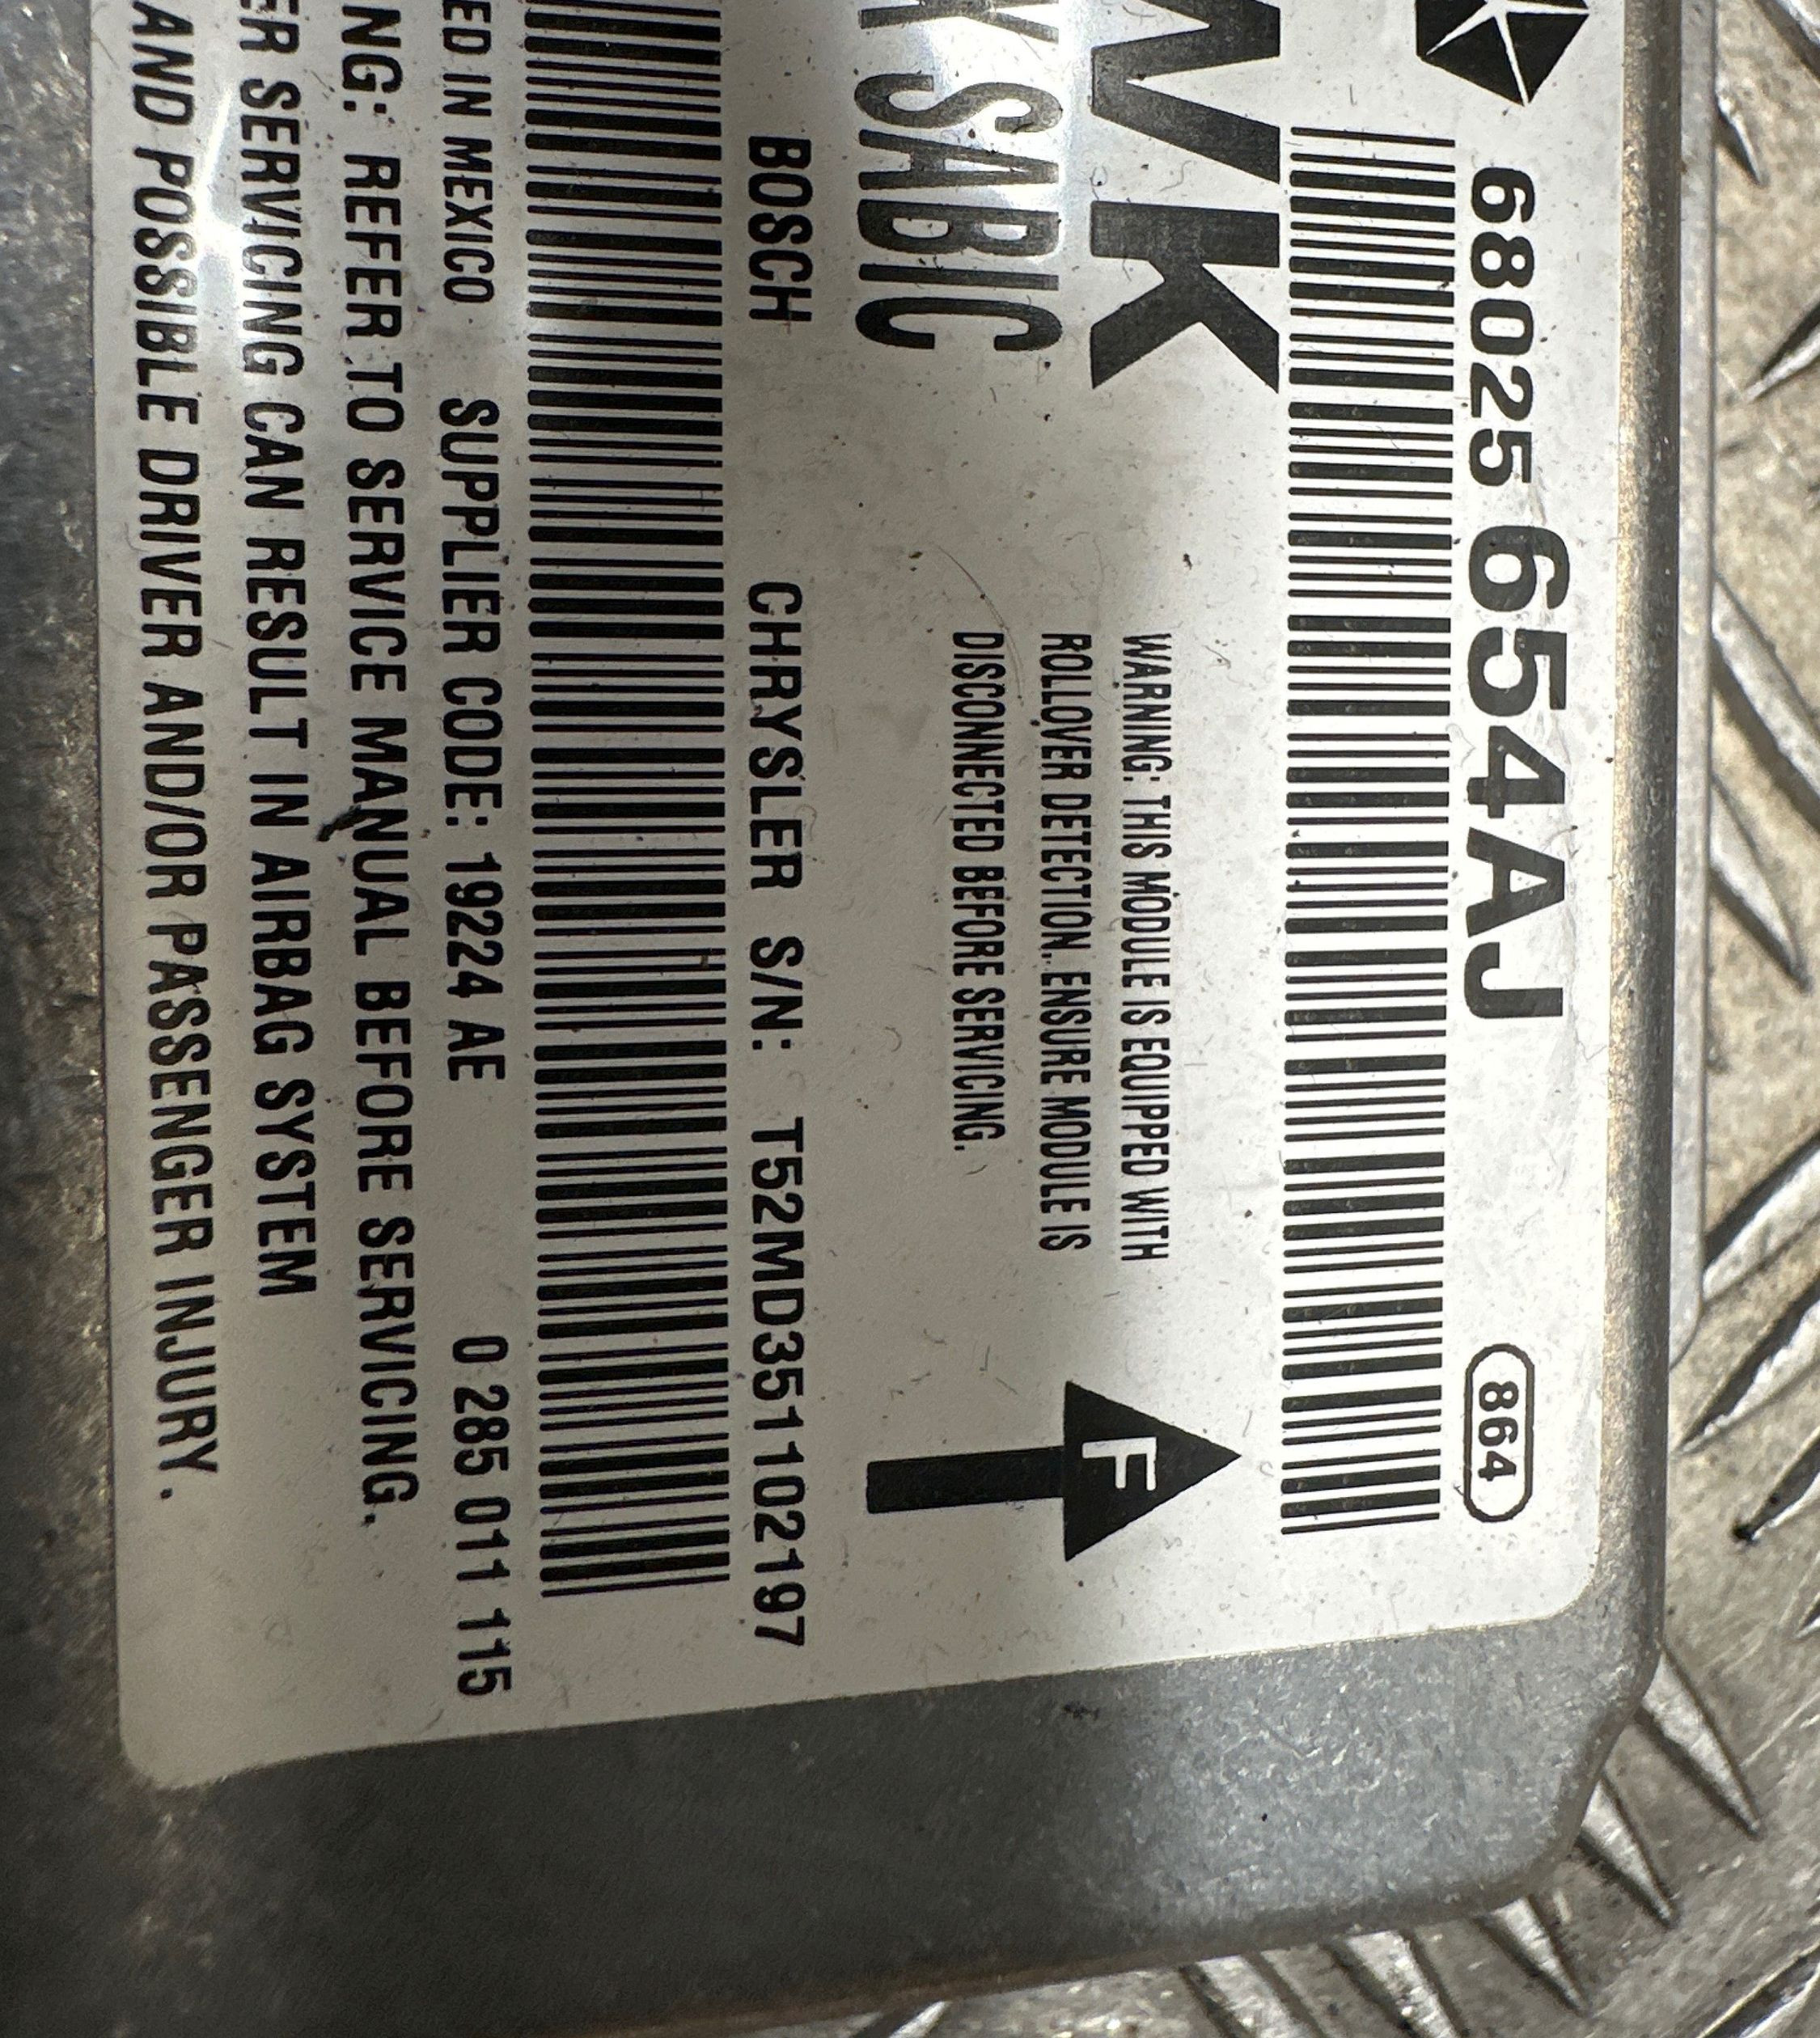 68025 654AJ 864
WK
SABIC
WARNING: THIS MODULE IS EQUIPPED WITH
ROLLOVER DETECTION. ENSURE MODULE IS
DISCONNECTED BEFORE SERVICING.
F
BOSCH CHRYSLER S/N: T52MD351102197
ED IN MEXICO SUPPLIER CODE: 19224 AE 0 285 011 115
NG: REFER TO SERVICE MANUAL BEFORE SERVICING.
ER SERVICING CAN RESULT IN AIRBAG SYSTEM
AND POSSIBLE DRIVER AND/OR PASSENGER INJURY.